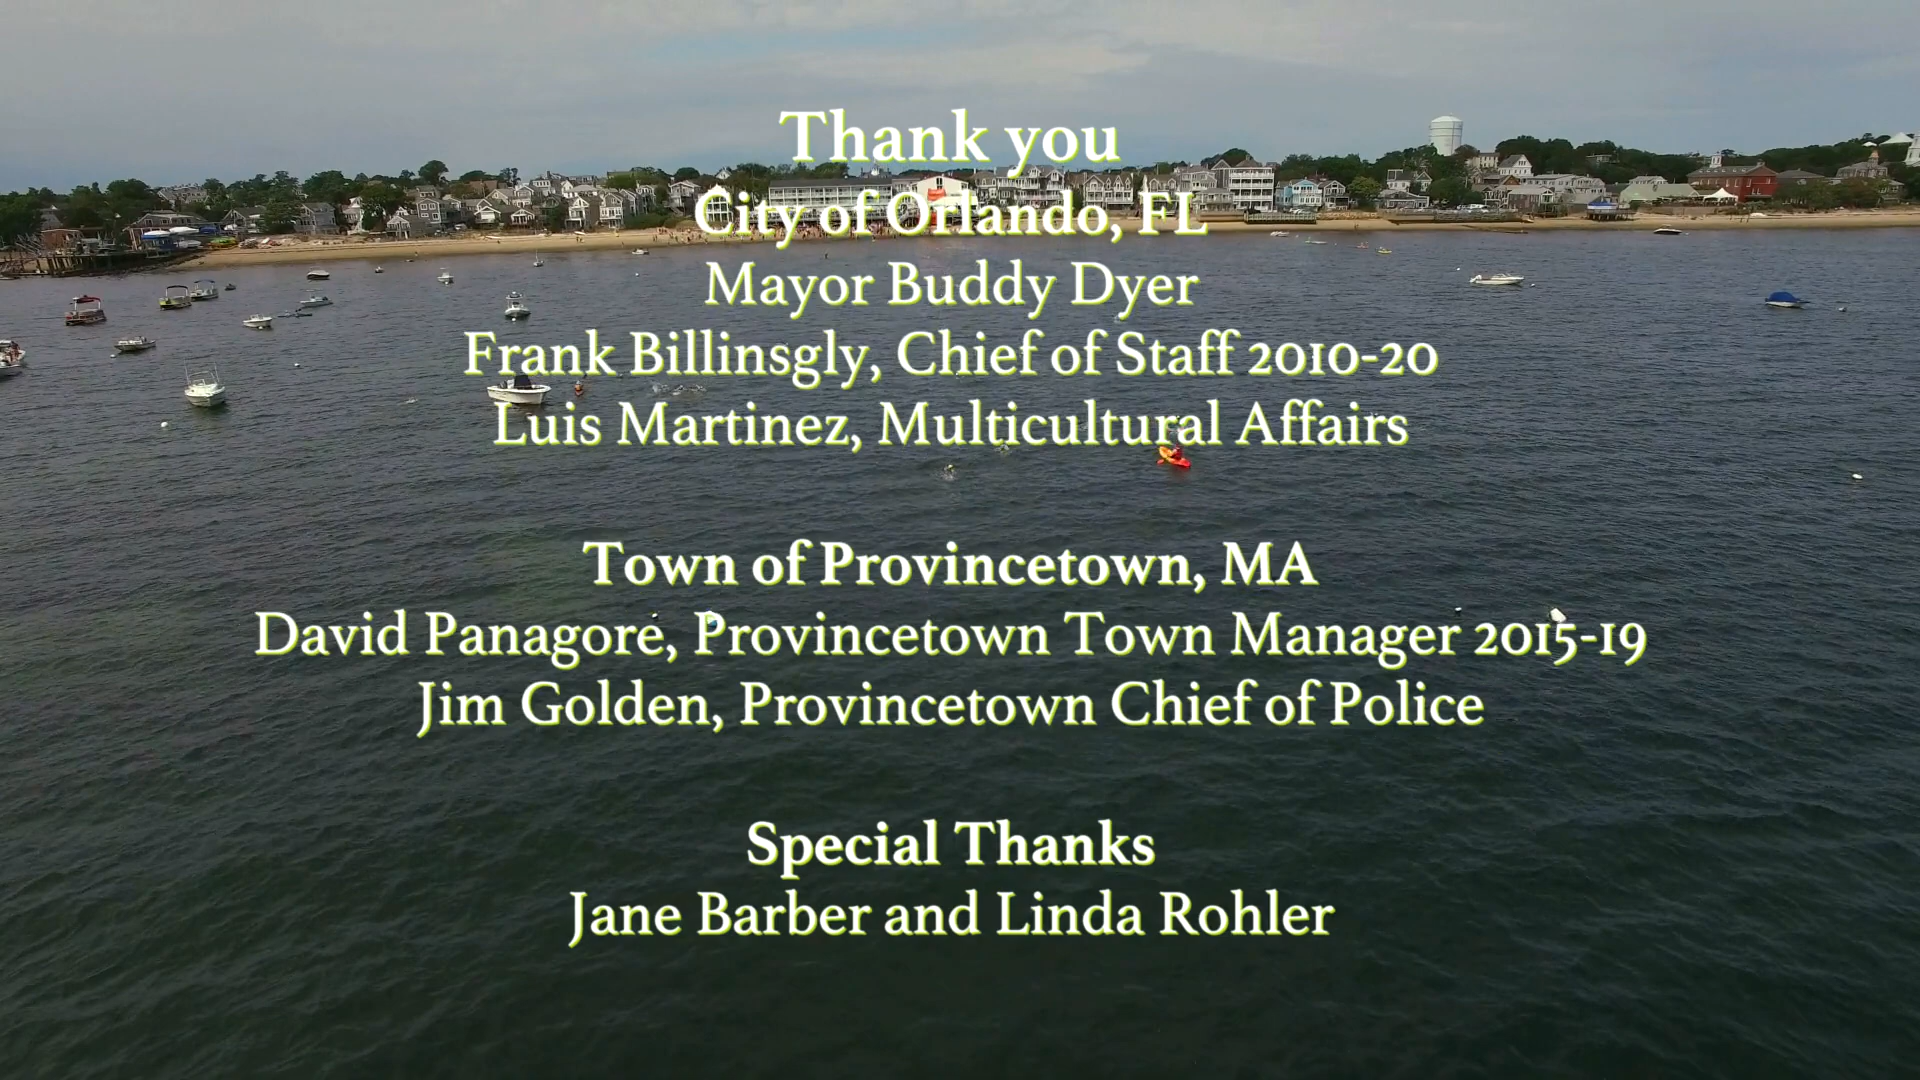 Thank you
City of Orlando, FL
Mayor Buddy Dyer
Frank Billinsgly, Chief of Staff 2010-20
Luis Martinez, Multicultural Affairs
Town of Provincetown, MA
David Panagore, Provincetown Town Manager 2015-19
Jim Golden, Provincetown Chief of Police
Special Thanks
Jane Barber and Linda Rohler